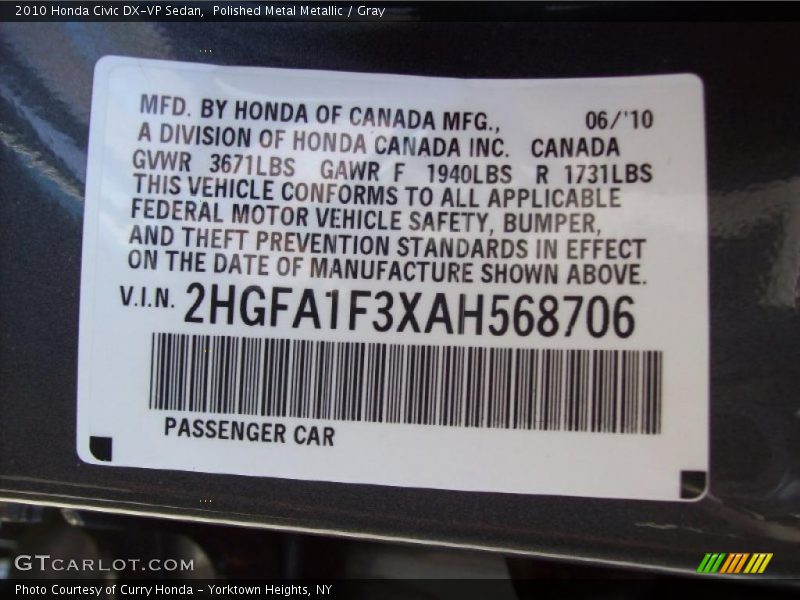 2010 Honda Civic DX-VP Sedan,  Polished Metal Metallic / Gray
MFD. BY HONDA OF CANADA MFG., 06/'10
A DIVISION OF HONDA CANADA INC. CANADA
GVWR 3671LBS GAWR F 1940LBS R 1731LBS
THIS VEHICLE CONFORMS TO ALL APPLICABLE
FEDERAL MOTOR VEHICLE SAFETY, BUMPER,
AND THEFT PREVENTION STANDARDS IN EFFECT
ON THE DATE OF MANUFACTURE SHOWN ABOVE.
V.I.N. 2HGFA1F3XAH568706
PASSENGER CAR
GTCARLOT.COM
Photo Courtesy of Curry Honda - Yorktown Heights, NY